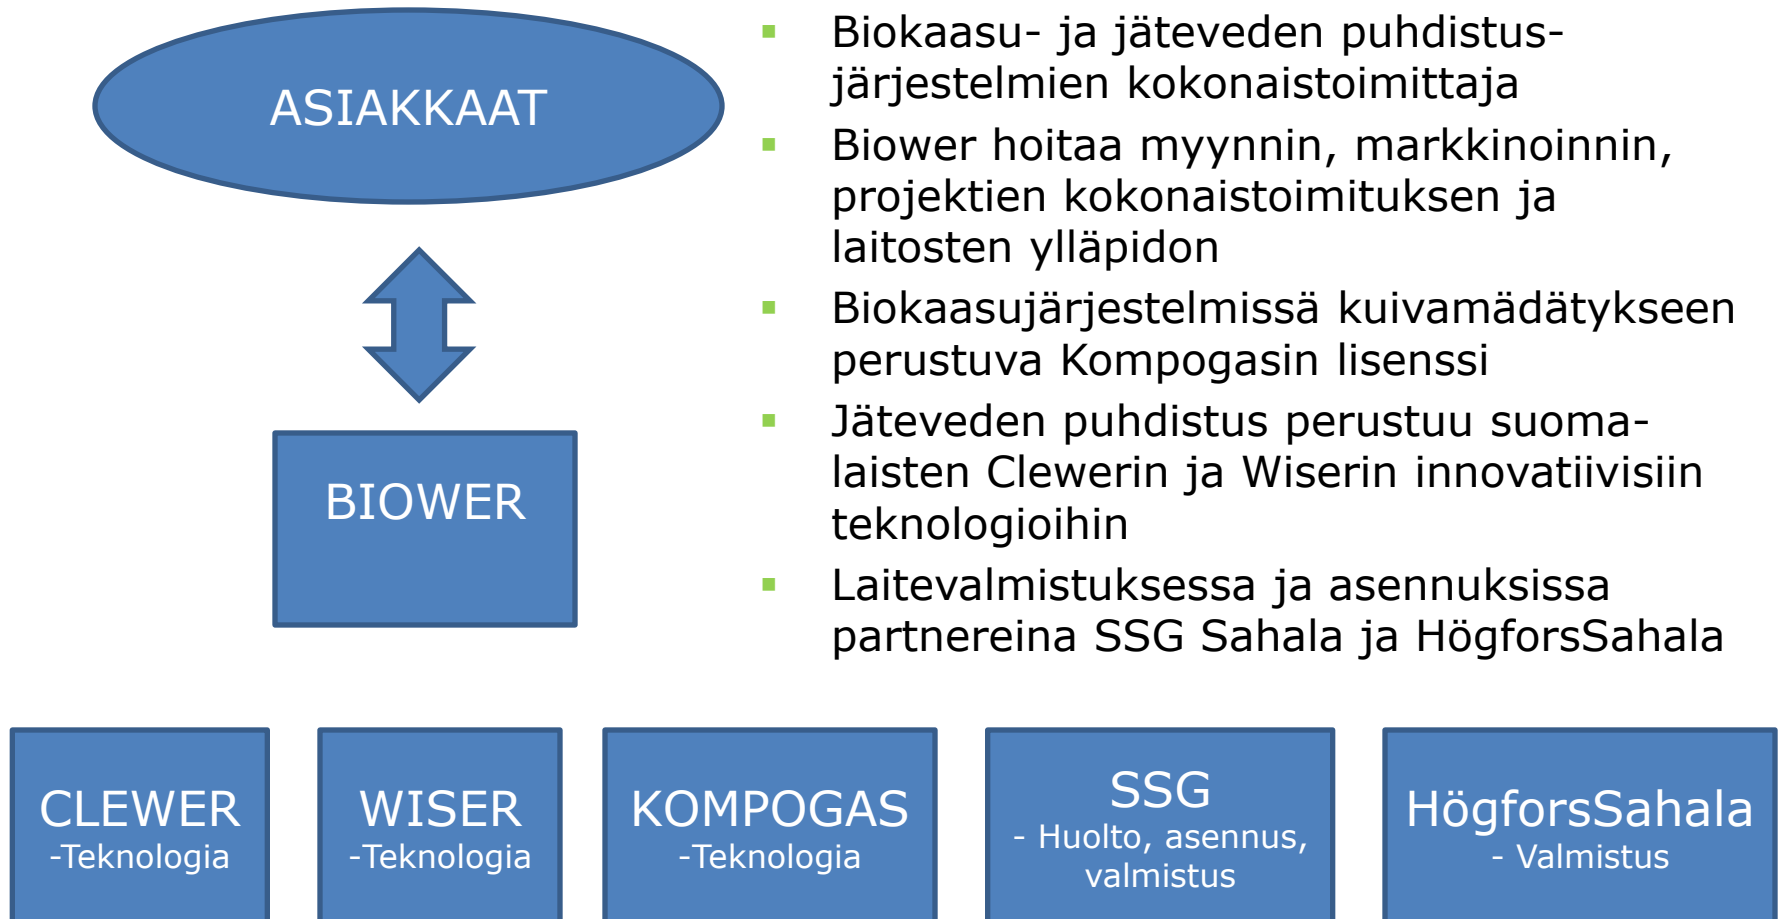 ASIAKKAAT
BIOWER
Biokaasu- ja jäteveden puhdistus-
järjestelmien kokonaistoimittaja
Biower hoitaa myynnin, markkinoinnin,
projektien kokonaistoimituksen ja
laitosten ylläpidon
Biokaasujärjestelmissä kuivamädätykseen
perustuva Kompogasin lisenssi
Jäteveden puhdistus perustuu suoma-
laisten Clewerin ja Wiserin innovatiivisiin
teknologioihin
Laitevalmistuksessa ja asennuksissa
partnereina SSG Sahala ja HögforsSahala
CLEWER
-Teknologia
WISER
-Teknologia
KOMPOGAS
-Teknologia
SSG
- Huolto, asennus,
valmistus
HögforsSahala
- Valmistus